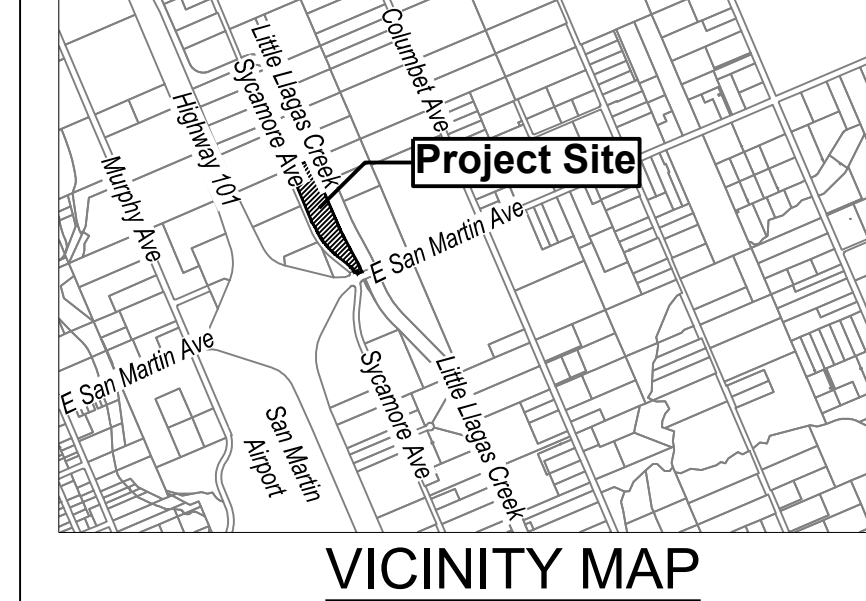 Little Llagas Creek
Sycamore Ave
Columbet Ave
Highway 101
Murphy Ave
Project Site
E San Martin Ave
E San Martin Ave
San Martin
Airport
Sycamore Ave
Little Llagas Creek
VICINITY MAP